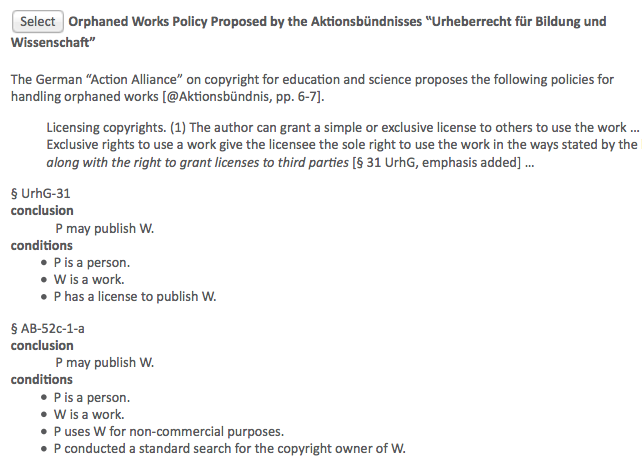 Select Orphaned Works Policy Proposed by the Aktionsbündnisses "Urheberrecht für Bildung und
Wissenschaft"
The German “Action Alliance” on copyright for education and science proposes the following policies for
handling orphaned works [@Aktionsbündnis, pp. 6-7].
Licensing copyrights. (1) The author can grant a simple or exclusive license to others to use the work ...
Exclusive rights to use a work give the licensee the sole right to use the work in the ways stated by the
along with the right to grant licenses to third parties [§ 31 UrhG, emphasis added] ...
§ UrhG-31
conclusion
P may publish W.
conditions
• P is a person.
• W is a work.
• P has a license to publish W.
§ AB-52c-1-a
conclusion
P may publish W.
conditions
• P is a person.
• W is a work.
• P uses W for non-commercial purposes.
• P conducted a standard search for the copyright owner of W.